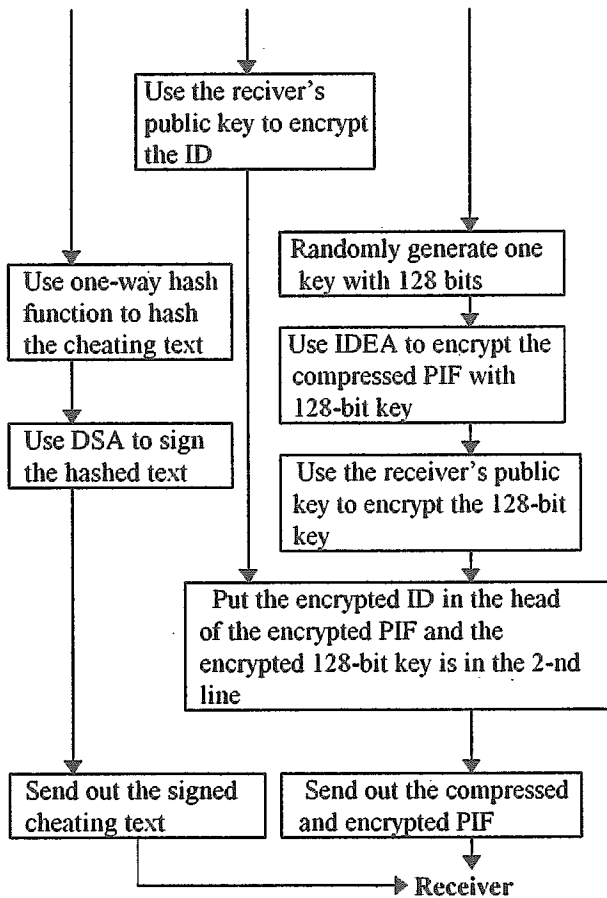 Use the reciver's
public key to encrypt
the ID
Randomly generate one
key with 128 bits
Use one-way hash
function to hash
the cheating text
Use IDEA to encrypt the
compressed PIF with
128-bit key
Use DSA to sign
the hashed text
Use the receiver's public
key to encrypt the 128-bit
key
Put the encrypted ID in the head
of the encrypted PIF and the
encrypted 128-bit key is in the 2-nd
line
Send out the signed
cheating text
Send out the compressed
and encrypted PIF
Receiver